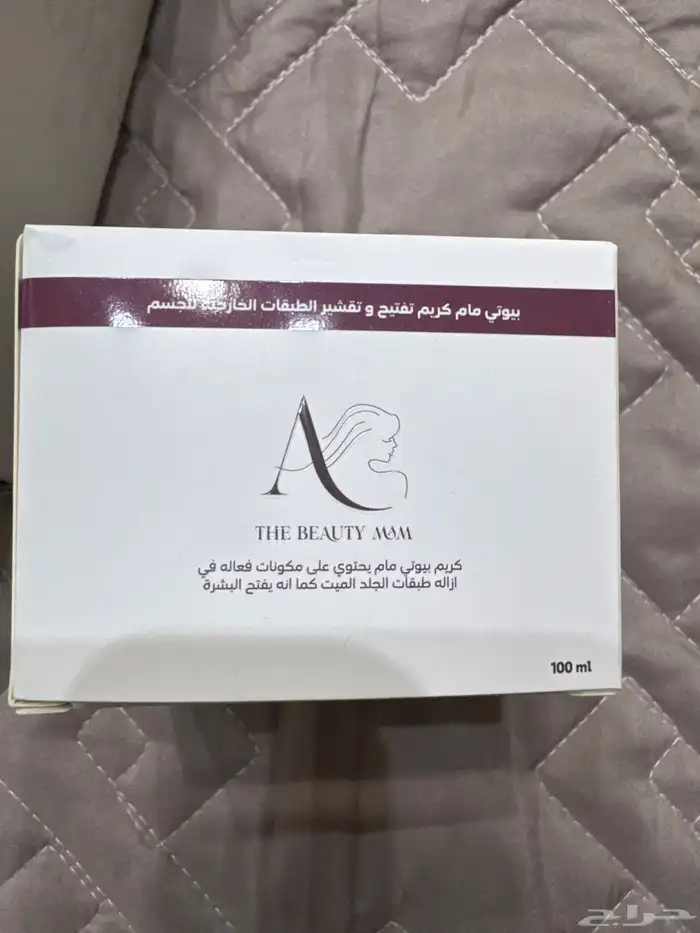 بيوتي مام كريم تفتيح و تقشير الطبقات الخارجية للجسم
THE BEAUTY MOM
كريم بيوتي مام يحتوي على مكونات فعاله في
ازاله طبقات الجلد الميت كما انه يفتح البشرة
100 ml
حراج